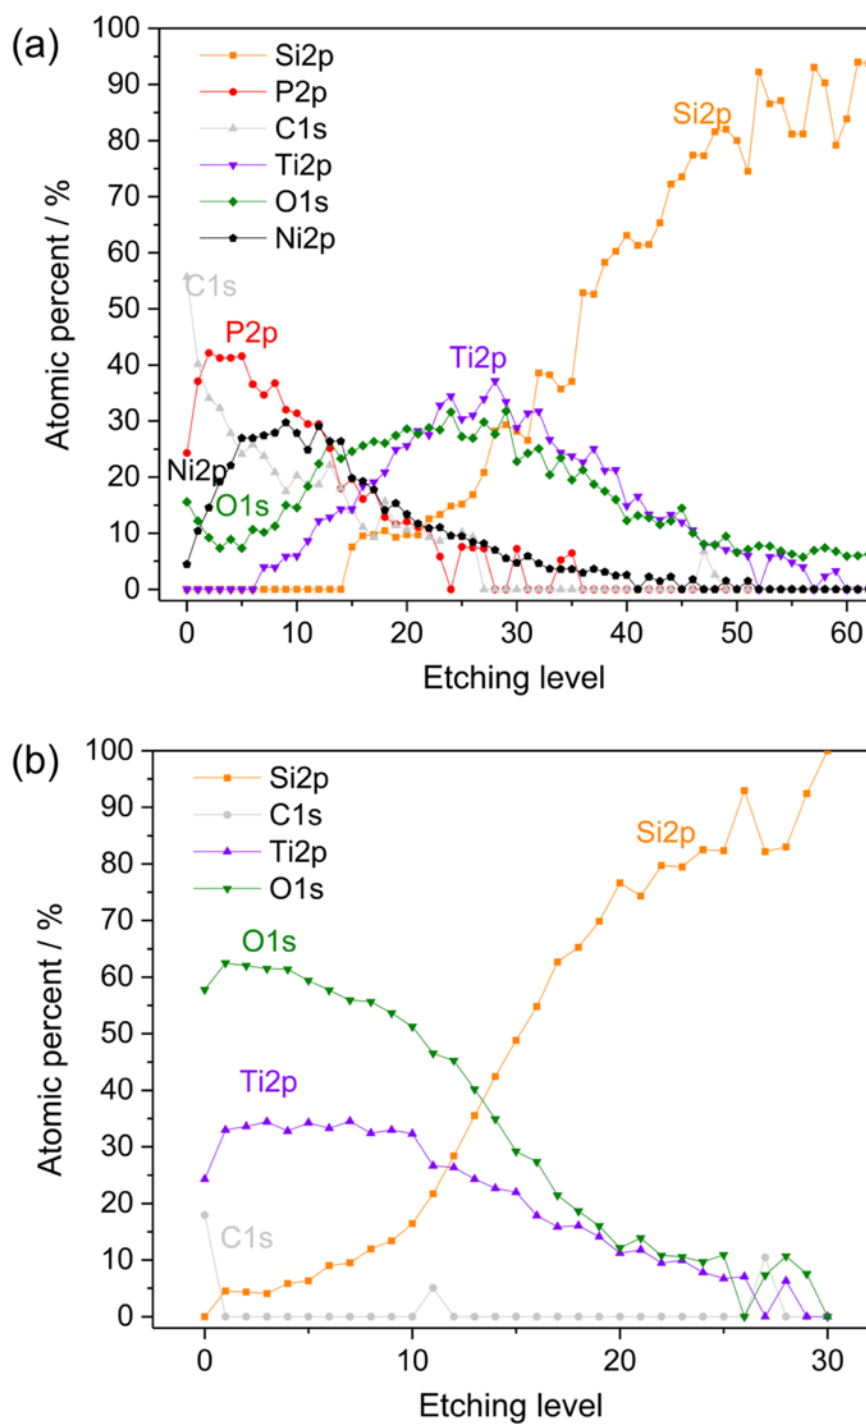 (a)
100
90
80
70
60
50
40
30
20
10
0
Atomic percent / %
Si2p
P2p
C1s
Ti2p
O1s
Ni2p
C1s
P2p
Ni2p
O1s
Ti2p
Si2p
0 10 20 30 40 50 60
Etching level
(b)
100
90
80
70
60
50
40
30
20
10
0
Atomic percent / %
Si2p
C1s
Ti2p
O1s
O1s
Ti2p
C1s
Si2p
0 10 20 30
Etching level